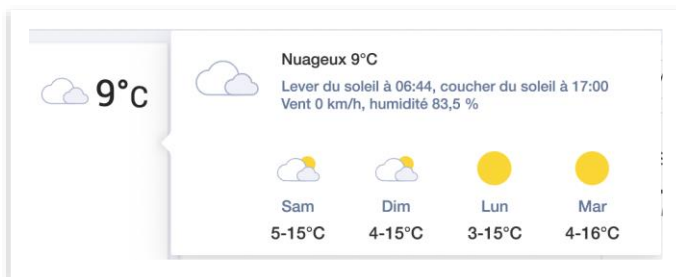 9°C
Nuageux 9°C
Lever du soleil à 06:44, coucher du soleil à 17:00
Vent 0 km/h, humidité 83,5 %
Sam Dim Lun Mar
5-15°C 4-15°C 3-15°C 4-16°C